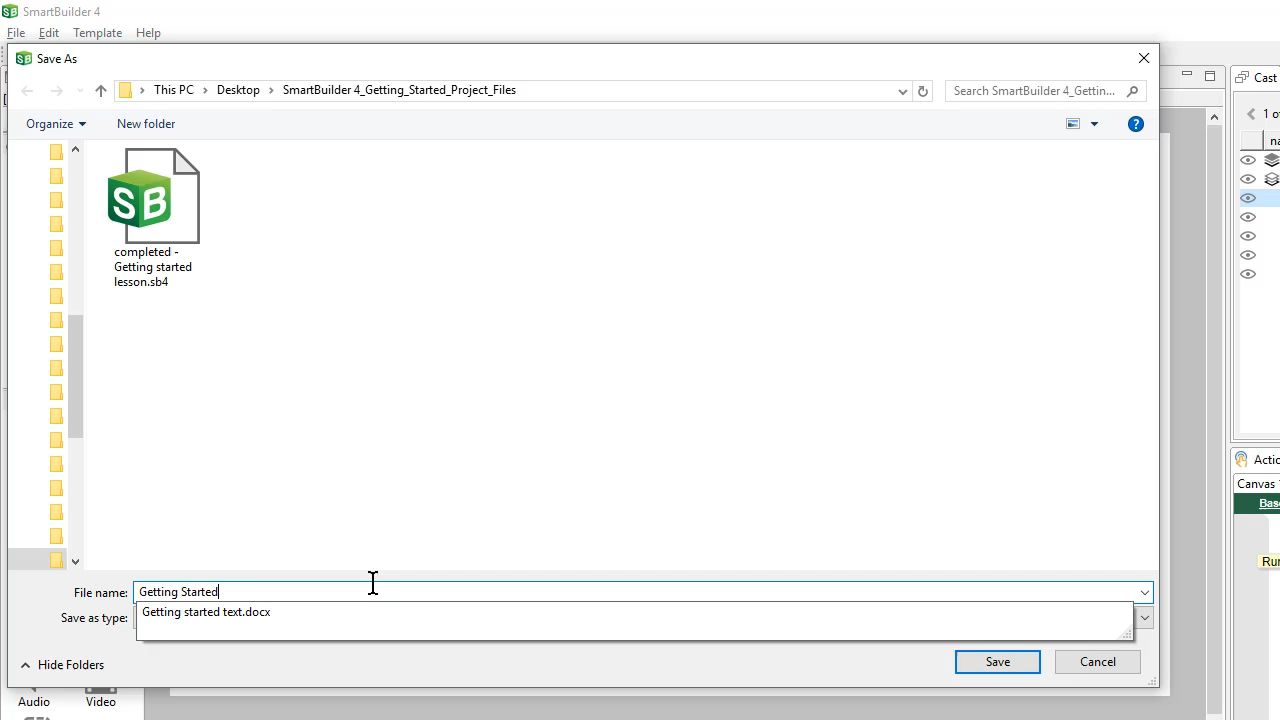 SmartBuilder 4
File Edit Template Help
Save As
This PC Desktop SmartBuilder 4_Getting_Started_Project_Files
Search SmartBuilder 4_Gettin...
Cast
Organize New folder
?
1
SB
completed -
Getting started
lesson.sb4
Canvas
File name: Getting Started
Getting started text.docx
Save as type:
Hide Folders
Save Cancel
Audio Video